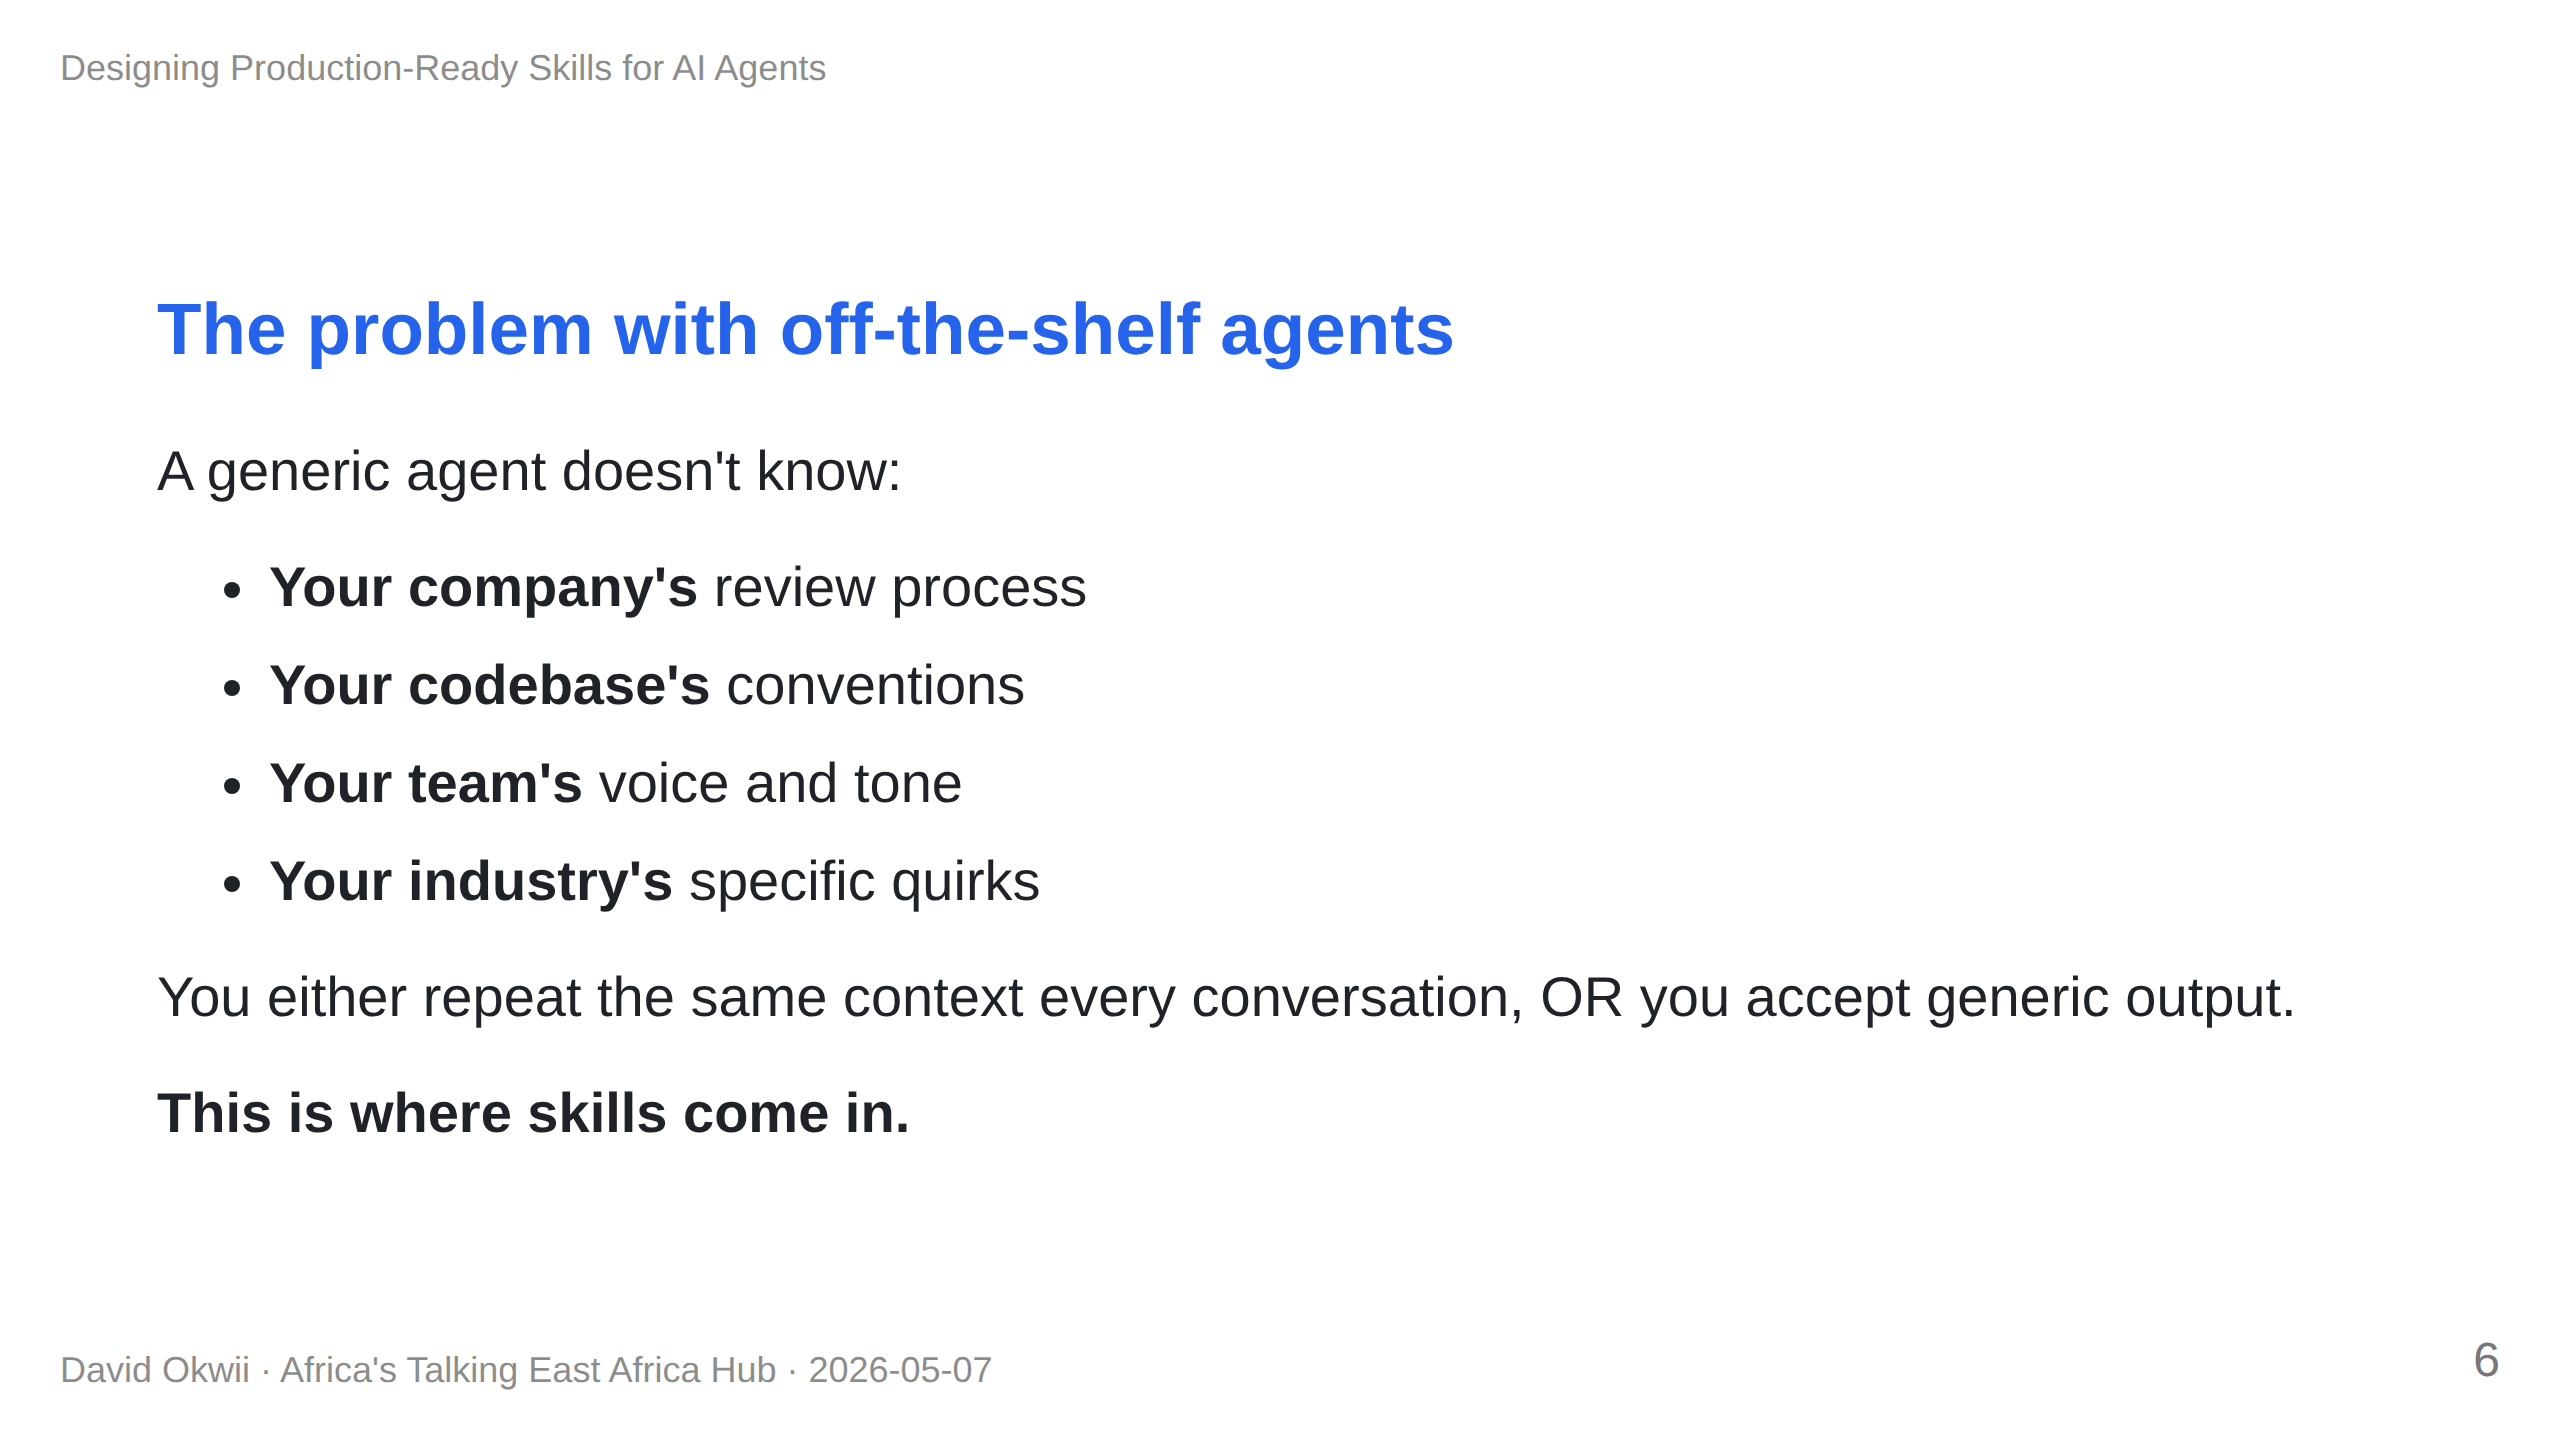 Designing Production-Ready Skills for AI Agents
The problem with off-the-shelf agents
A generic agent doesn't know:
• Your company's review process
• Your codebase's conventions
• Your team's voice and tone
• Your industry's specific quirks
You either repeat the same context every conversation, OR you accept generic output.
This is where skills come in.
David Okwii · Africa's Talking East Africa Hub · 2026-05-07
6